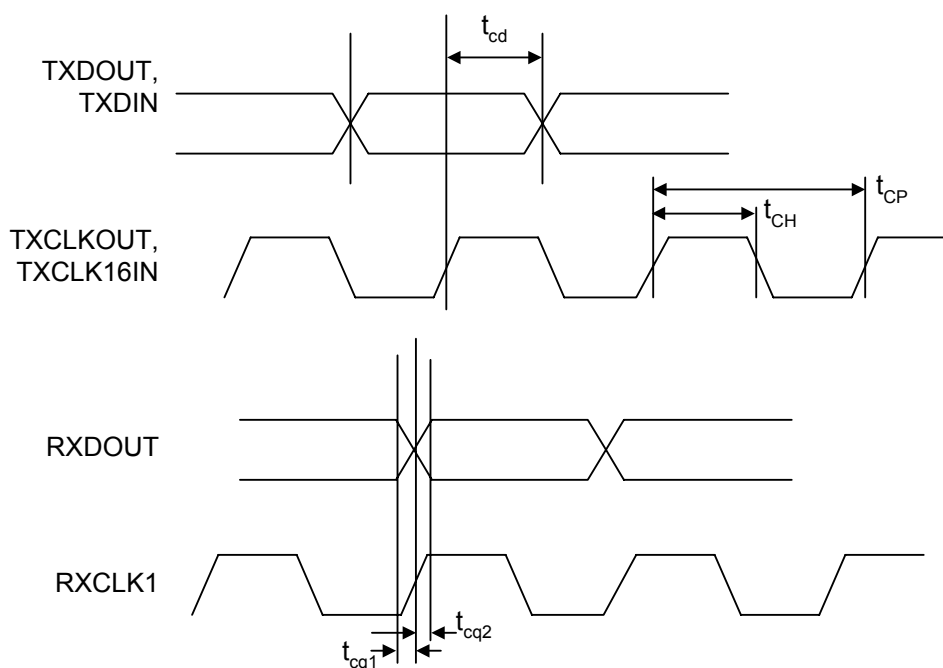 t_cd
TXDOUT,
TXDIN
t_CP
t_CH
TXCLKOUT,
TXCLK16IN
RXDOUT
RXCLK1
t_cq2
t_cq1